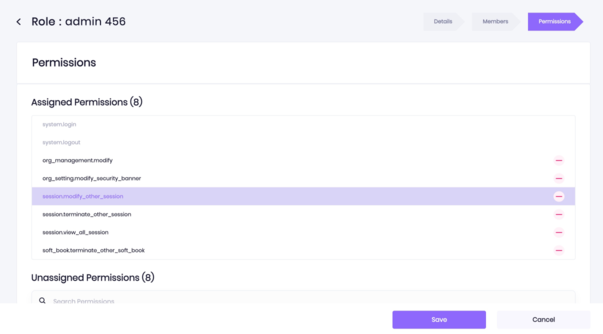 Role : admin 456
Details
Members
Permissions
Permissions
Assigned Permissions (8)
system.login
system.logout
org_management.modify
org_setting.modify_security_banner
session.modify_other_session
session.terminate_other_session
session.view_all_session
soft_book.terminate_other_soft_book
Unassigned Permissions (8)
Search Permissions
Save
Cancel